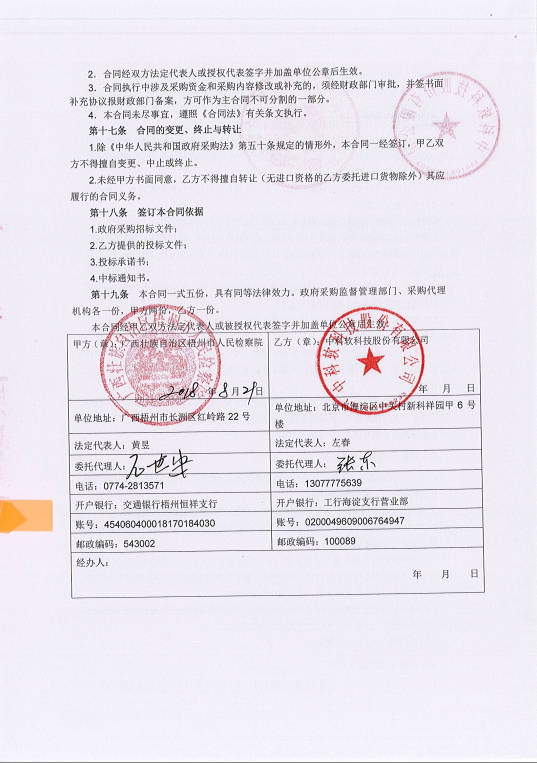 2．合同经双方法定代表人或授权代表签字并加盖单位公章后生效。
3．合同执行中涉及采购资金和采购内容修改或补充的，须经财政部门审批，并签书面
补充协议报财政部门备案，方可作为主合同不可分割的一部分。
4．本合同未尽事宜，遵照《合同法》有关条文执行。
第十七条　合同的变更、终止与转让
1.除《中华人民共和国政府采购法》第五十条规定的情形外，本合同一经签订，甲乙双
方不得擅自变更、中止或终止。
2.未经甲方书面同意，乙方不得擅自转让（无进口资格的乙方委托进口货物除外）其应
履行的合同义务。
第十八条　签订本合同依据
1.政府采购招标文件；
2.乙方提供的投标文件；
3.投标承诺书；
4.中标通知书。
第十九条　本合同一式五份，具有同等法律效力。政府采购监督管理部门、采购代理
机构各一份，甲方两份，乙方一份。
本合同经甲乙双方法定代表人或被授权代表签字并加盖单位公章后生效。
甲方（章）：广西壮族自治区梧州市人民检察院
2018 年 8 月 29 日
乙方（章）：中科软科技股份有限公司
年　月　日
中科软科技股份有限公司
单位地址：广西梧州市长洲区红岭路 22 号
单位地址：北京市海淀区中关村新科祥园甲 6 号
楼
法定代表人：黄昱
法定代表人：左春
委托代理人：
委托代理人：张东
电话：0774-2813571
电话：13077775639
开户银行：交通银行梧州恒祥支行
开户银行：工行海淀支行营业部
账号：454060400018170184030
账号：0200049609006764947
邮政编码：543002
邮政编码：100089
经办人：
年　月　日